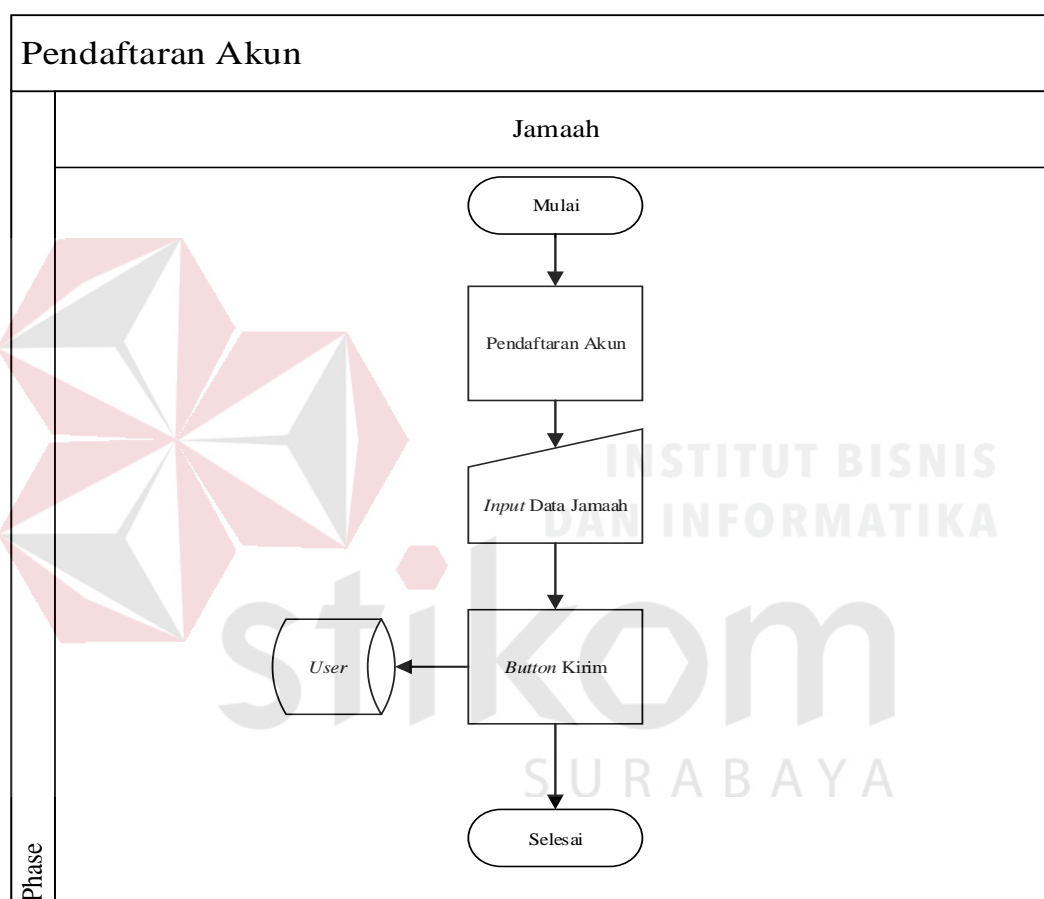 Pendaftaran Akun
Jamaah
Mulai
Pendaftaran Akun
Input Data Jamaah
User
Button Kirim
Selesai
Phase
INSTITUT BISNIS
DAN INFORMATIKA
stikom
SURABAYA